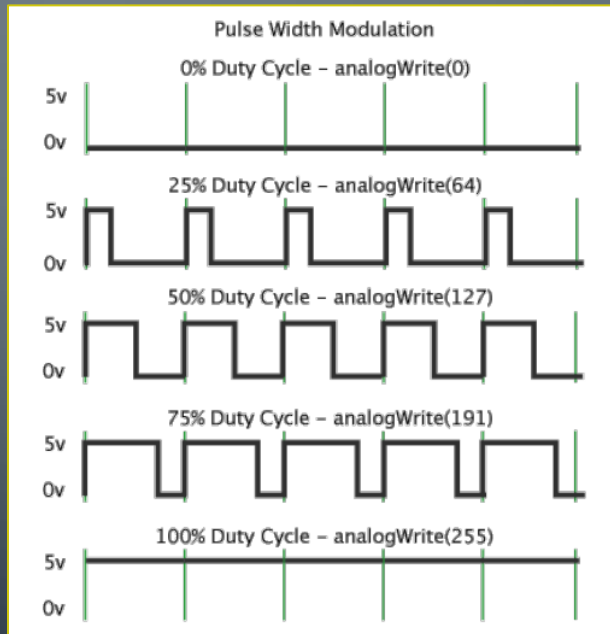 Pulse Width Modulation
0% Duty Cycle – analogWrite(0)
5v
0v
25% Duty Cycle – analogWrite(64)
5v
0v
50% Duty Cycle – analogWrite(127)
5v
0v
75% Duty Cycle – analogWrite(191)
5v
0v
100% Duty Cycle – analogWrite(255)
5v
0v